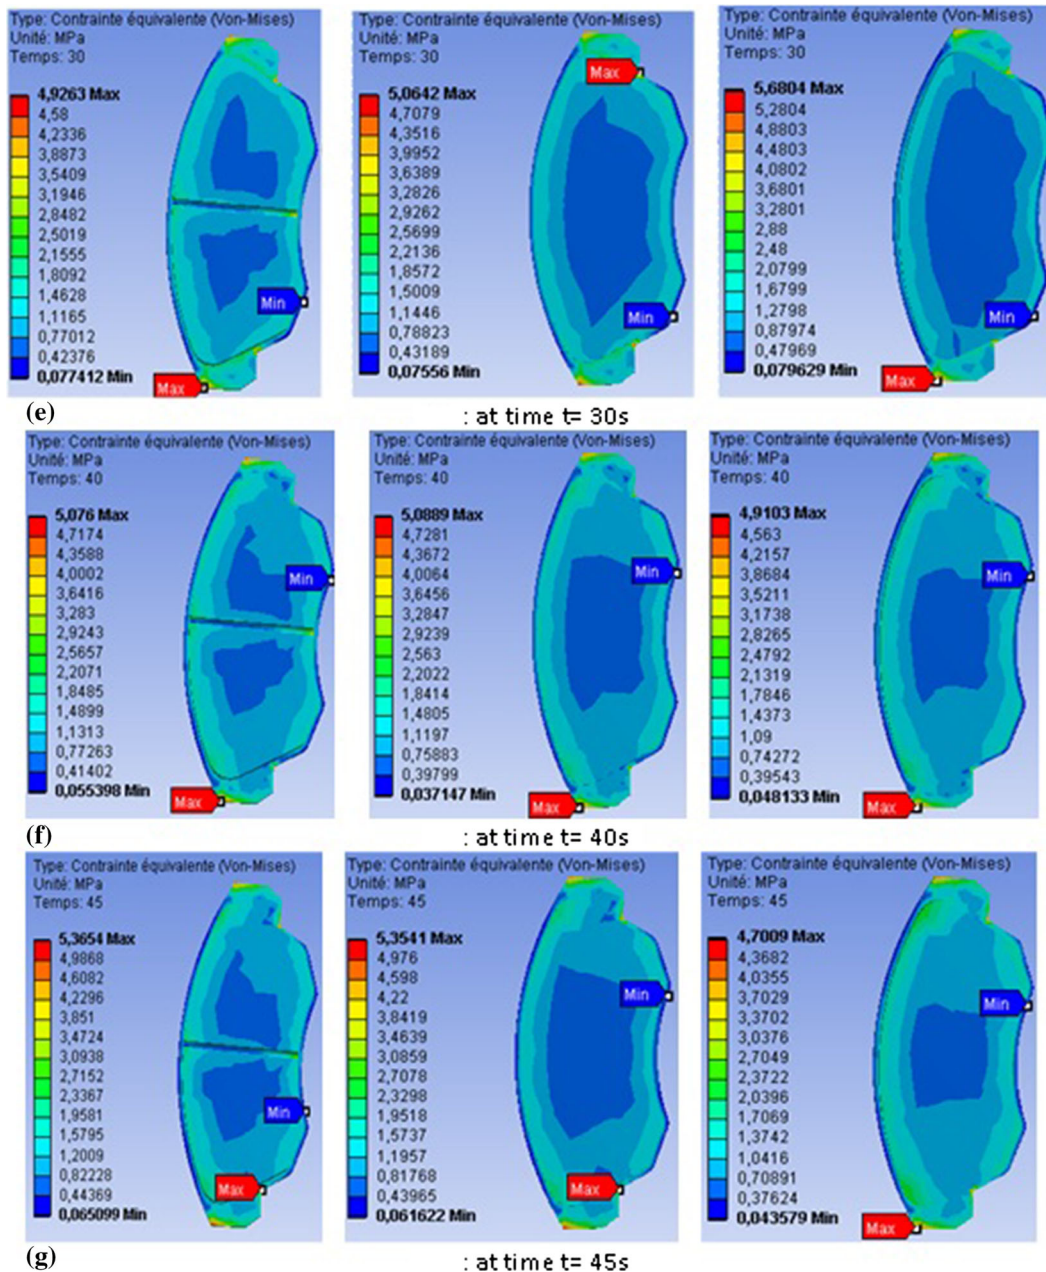 Type: Contrainte équivalente (Von-Mises)
Unité: MPa
Temps: 30
4,9263 Max
4,58
4,2336
3,8873
3,5409
3,1946
2,8482
2,5019
2,1555
1,8092
1,4628
1,1165
0,77012
0,42376
0,077412 Min
Min
Max
Type: Contrainte équivalente (Von-Mises)
Unité: MPa
Temps: 30
5,0642 Max
4,7079
4,3516
3,9952
3,6389
3,2826
2,9262
2,5699
2,2136
1,8572
1,5009
1,1446
0,78823
0,43189
0,07556 Min
Max
Min
Type: Contrainte équivalente (Von-Mises)
Unité: MPa
Temps: 30
5,6804 Max
5,2804
4,8803
4,4803
4,0802
3,6801
3,2801
2,88
2,48
2,0799
1,6799
1,2798
0,87974
0,47969
0,079629 Min
Min
Max
(e)
: at time t= 30s
Type: Contrainte équivalente (Von-Mises)
Unité: MPa
Temps: 40
5,076 Max
4,7174
4,3588
4,0002
3,6416
3,283
2,9243
2,5657
2,2071
1,8485
1,4899
1,1313
0,77263
0,41402
0,055398 Min
Min
Max
Type: Contrainte équivalente (Von-Mises)
Unité: MPa
Temps: 40
5,0889 Max
4,7281
4,3672
4,0064
3,6456
3,2847
2,9239
2,563
2,2022
1,8414
1,4805
1,1197
0,75883
0,39799
0,037147 Min
Min
Max
Type: Contrainte équivalente (Von-Mises)
Unité: MPa
Temps: 40
4,9103 Max
4,563
4,2157
3,8684
3,5211
3,1738
2,8265
2,4792
2,1319
1,7846
1,4373
1,09
0,74272
0,39543
0,048133 Min
Min
Max
(f)
: at time t= 40s
Type: Contrainte équivalente (Von-Mises)
Unité: MPa
Temps: 45
5,3654 Max
4,9868
4,6082
4,2296
3,851
3,4724
3,0938
2,7152
2,3367
1,9581
1,5795
1,2009
0,82228
0,44369
0,065099 Min
Min
Max
Type: Contrainte équivalente (Von-Mises)
Unité: MPa
Temps: 45
5,3541 Max
4,976
4,598
4,22
3,8419
3,4639
3,0859
2,7078
2,3298
1,9518
1,5737
1,1957
0,81768
0,43965
0,061622 Min
Min
Max
Type: Contrainte équivalente (Von-Mises)
Unité: MPa
Temps: 45
4,7009 Max
4,3682
4,0355
3,7029
3,3702
3,0376
2,7049
2,3722
2,0396
1,7069
1,3742
1,0416
0,70891
0,37624
0,043579 Min
Min
Max
(g)
: at time t= 45s